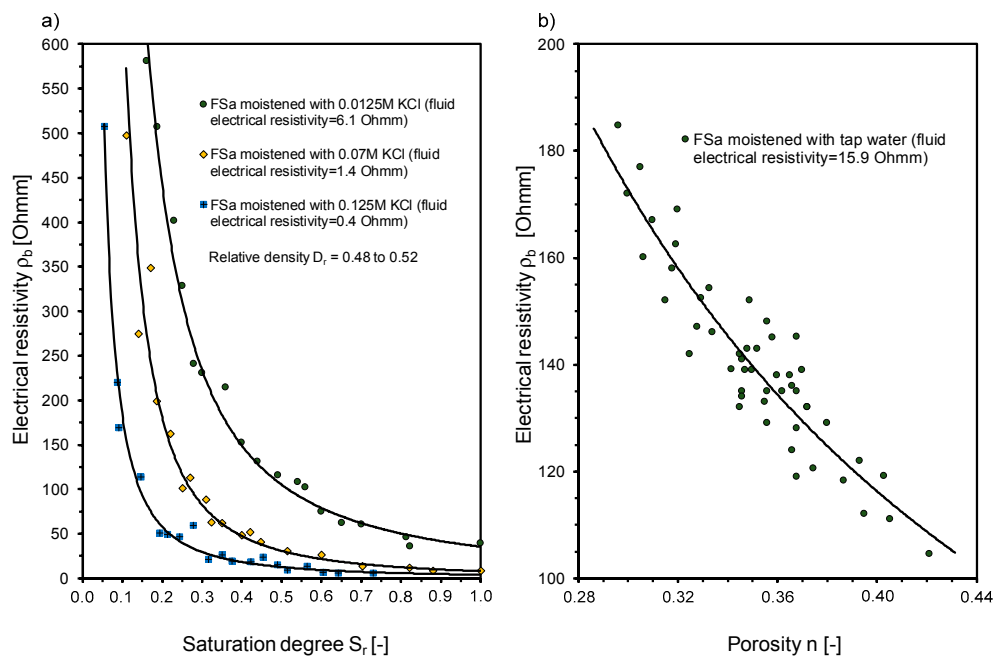 a)
600
550
500
450
400
350
300
250
200
150
100
50
0
Electrical resistivity ρb [Ohmm]
FSa moistened with 0.0125M KCl (fluid
electrical resistivity=6.1 Ohmm)
FSa moistened with 0.07M KCl (fluid
electrical resistivity=1.4 Ohmm)
FSa moistened with 0.125M KCl (fluid
electrical resistivity=0.4 Ohmm)
Relative density Dr = 0.48 to 0.52
0.0 0.1 0.2 0.3 0.4 0.5 0.6 0.7 0.8 0.9 1.0
Saturation degree Sr [-]
b)
200
180
160
140
120
100
Electrical resistivity ρb [Ohmm]
FSa moistened with tap water (fluid
electrical resistivity=15.9 Ohmm)
0.28 0.32 0.36 0.40 0.44
Porosity n [-]